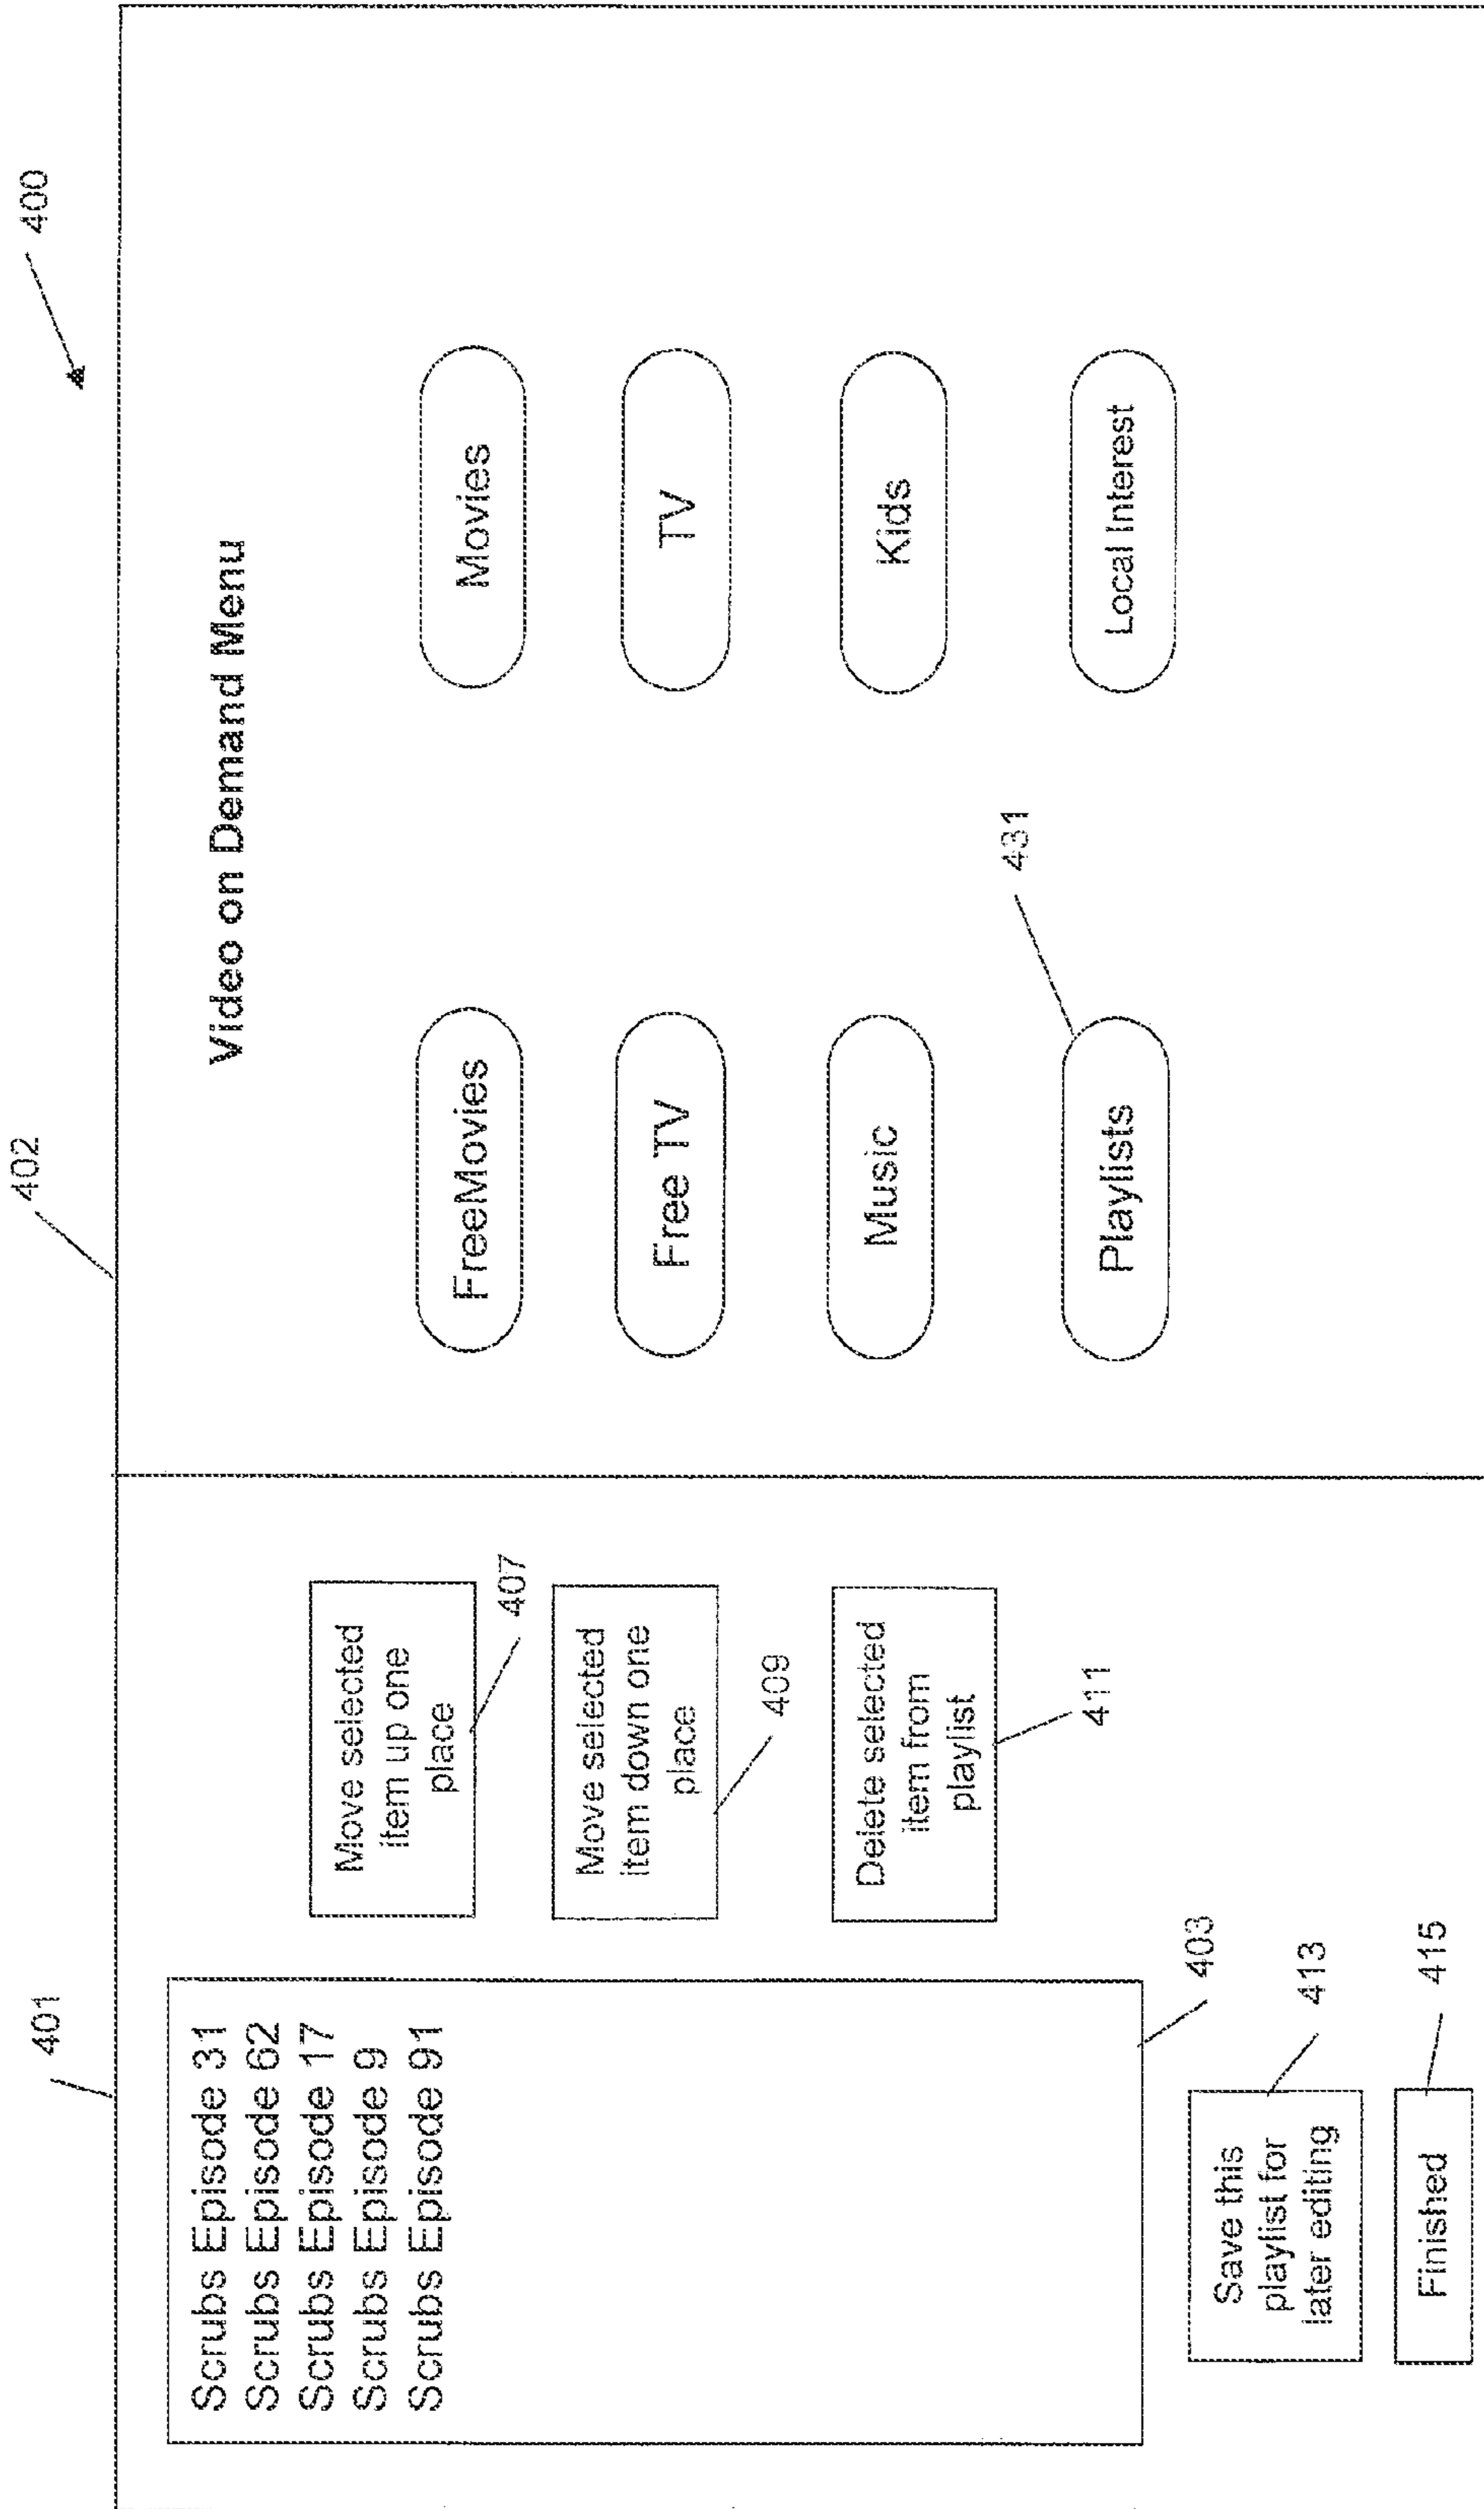 400
401
402
Scrubs Episode 31
Scrubs Episode 62
Scrubs Episode 17
Scrubs Episode 9
Scrubs Episode 91
403
Move selected
item up one
place
407
Move selected
item down one
place
409
Delete selected
item from
playlist
411
Save this
playlist for
later editing
413
Finished
415
Video on Demand Menu
FreeMovies
Movies
Free TV
TV
Music
Kids
Playlists
431
Local Interest